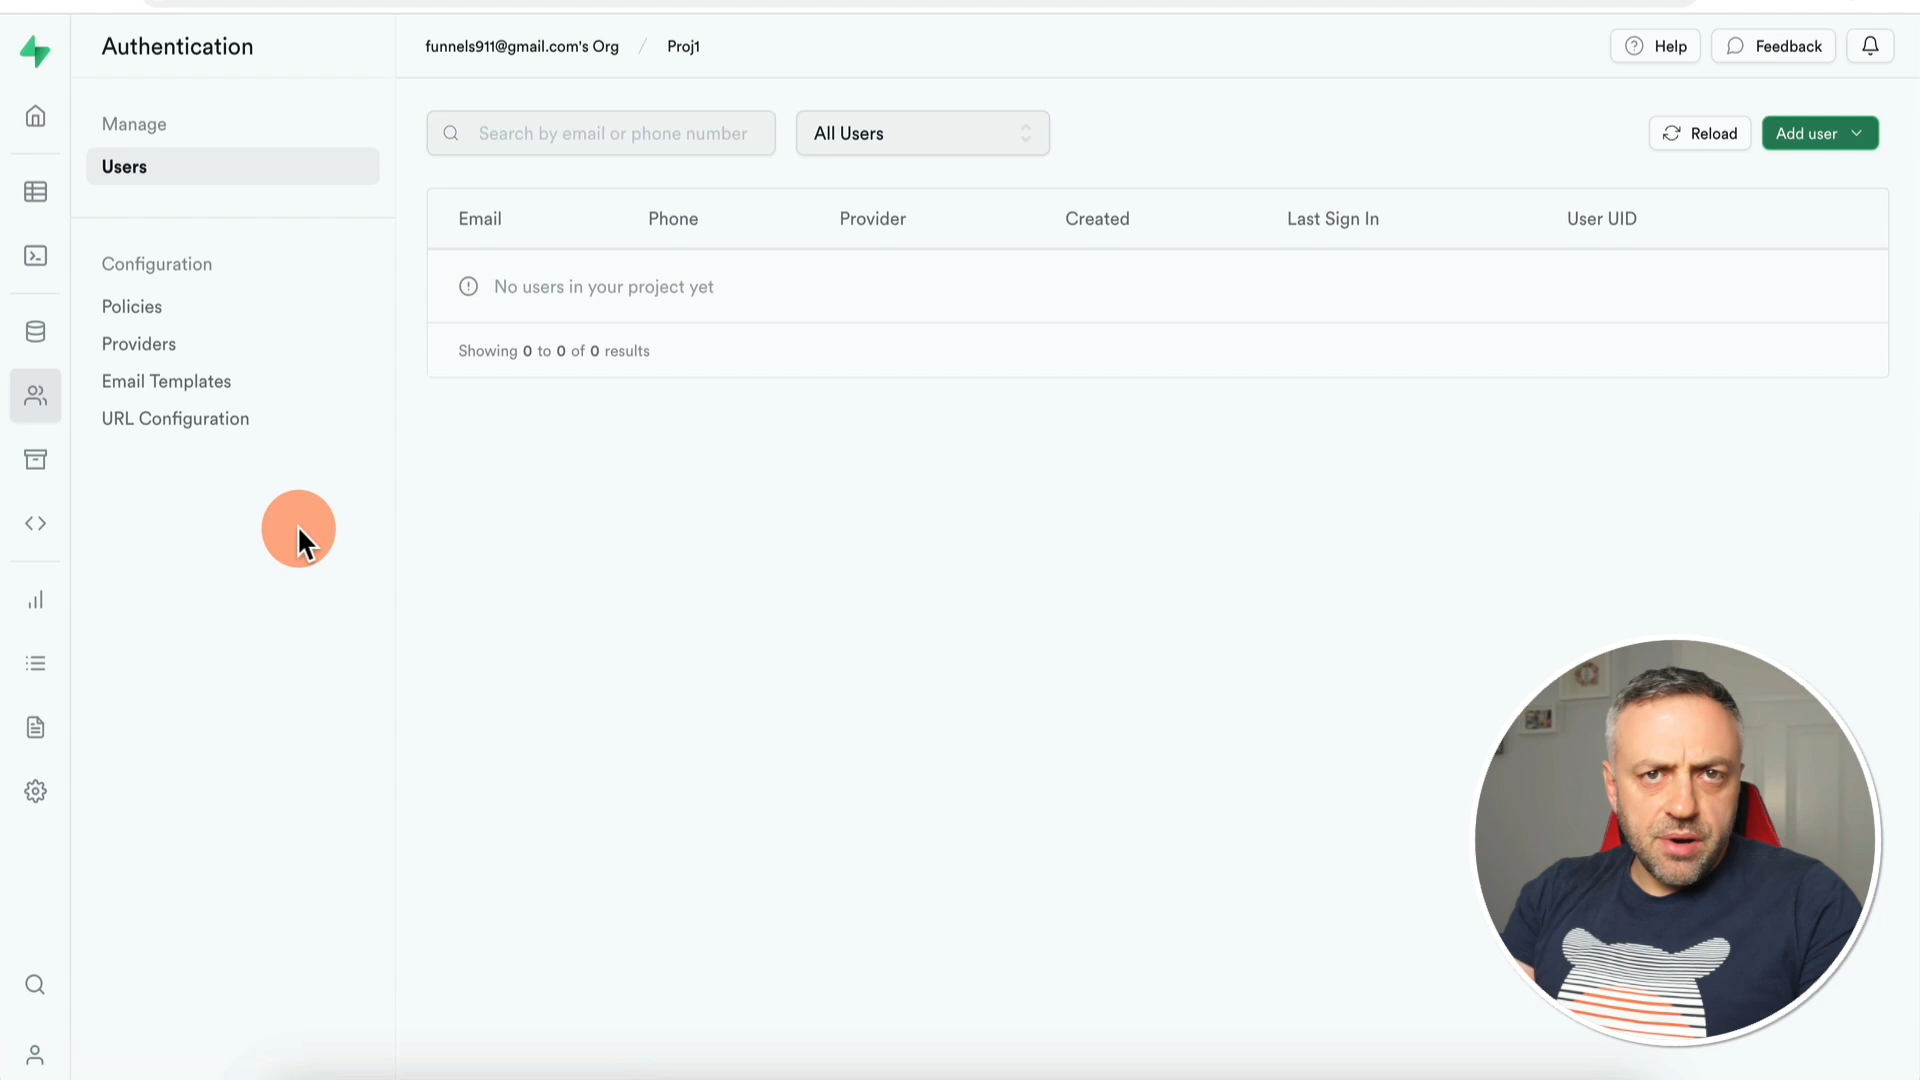 Authentication
funnels911@gmail.com's Org / Proj1
Help
Feedback
Manage
Users
Configuration
Policies
Providers
Email Templates
URL Configuration
Search by email or phone number
All Users
Reload
Add user
Email Phone Provider Created Last Sign In User UID
No users in your project yet
Showing 0 to 0 of 0 results